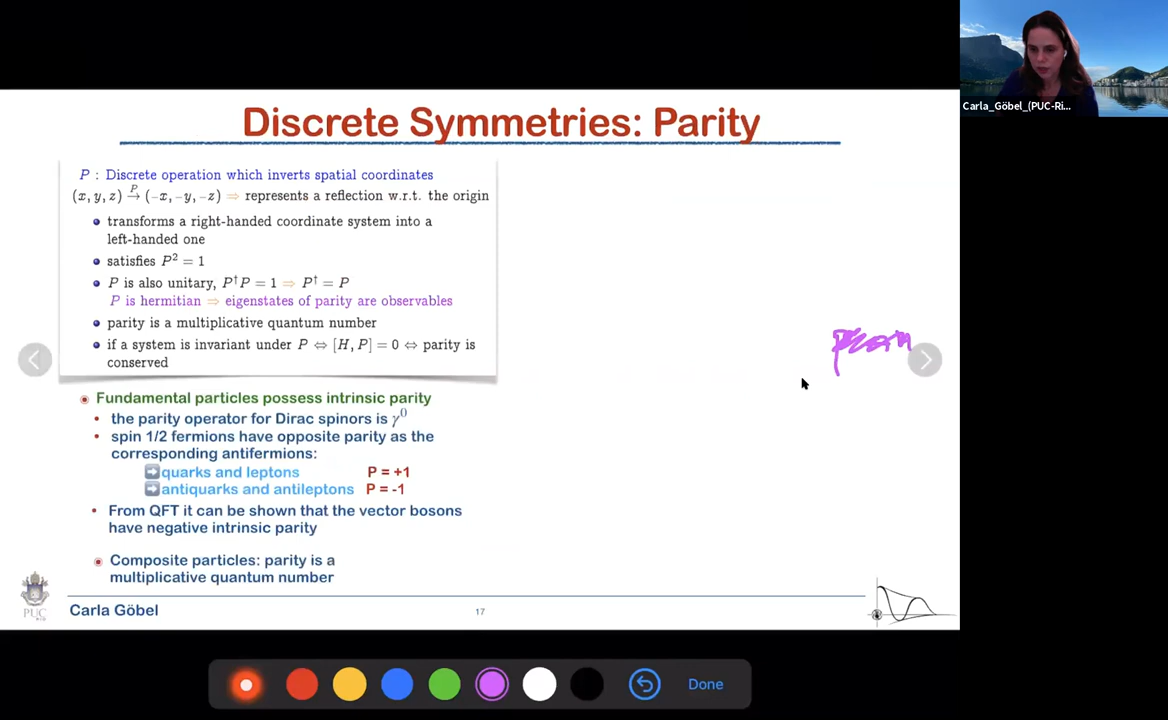 Carla_Göbel_(PUC-Ri...
Discrete Symmetries: Parity
P : Discrete operation which inverts spatial coordinates
(x, y, z) →P (−x, −y, −z) ⇒ represents a reflection w.r.t. the origin
transforms a right-handed coordinate system into a
left-handed one
satisfies P² = 1
P is also unitary, P†P = 1 ⇒ P† = P
P is hermitian ⇒ eigenstates of parity are observables
parity is a multiplicative quantum number
if a system is invariant under P ⇔ [H, P] = 0 ⇔ parity is
conserved
Fundamental particles possess intrinsic parity
the parity operator for Dirac spinors is γ⁰
spin 1/2 fermions have opposite parity as the
corresponding antifermions:
quarks and leptons P = +1
antiquarks and antileptons P = -1
From QFT it can be shown that the vector bosons
have negative intrinsic parity
Composite particles: parity is a
multiplicative quantum number
PUC
RIO
Carla Göbel
17
Done